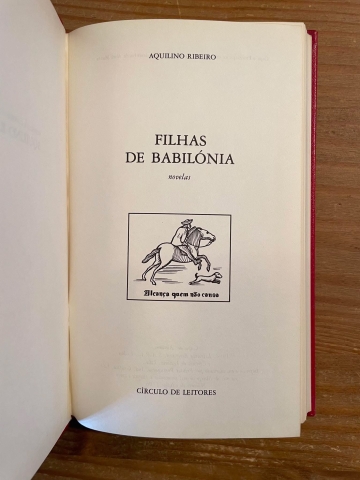 AQUILINO RIBEIRO
FILHAS
DE BABILÓNIA
novelas
Alcança quem não cansa
CÍRCULO DE LEITORES